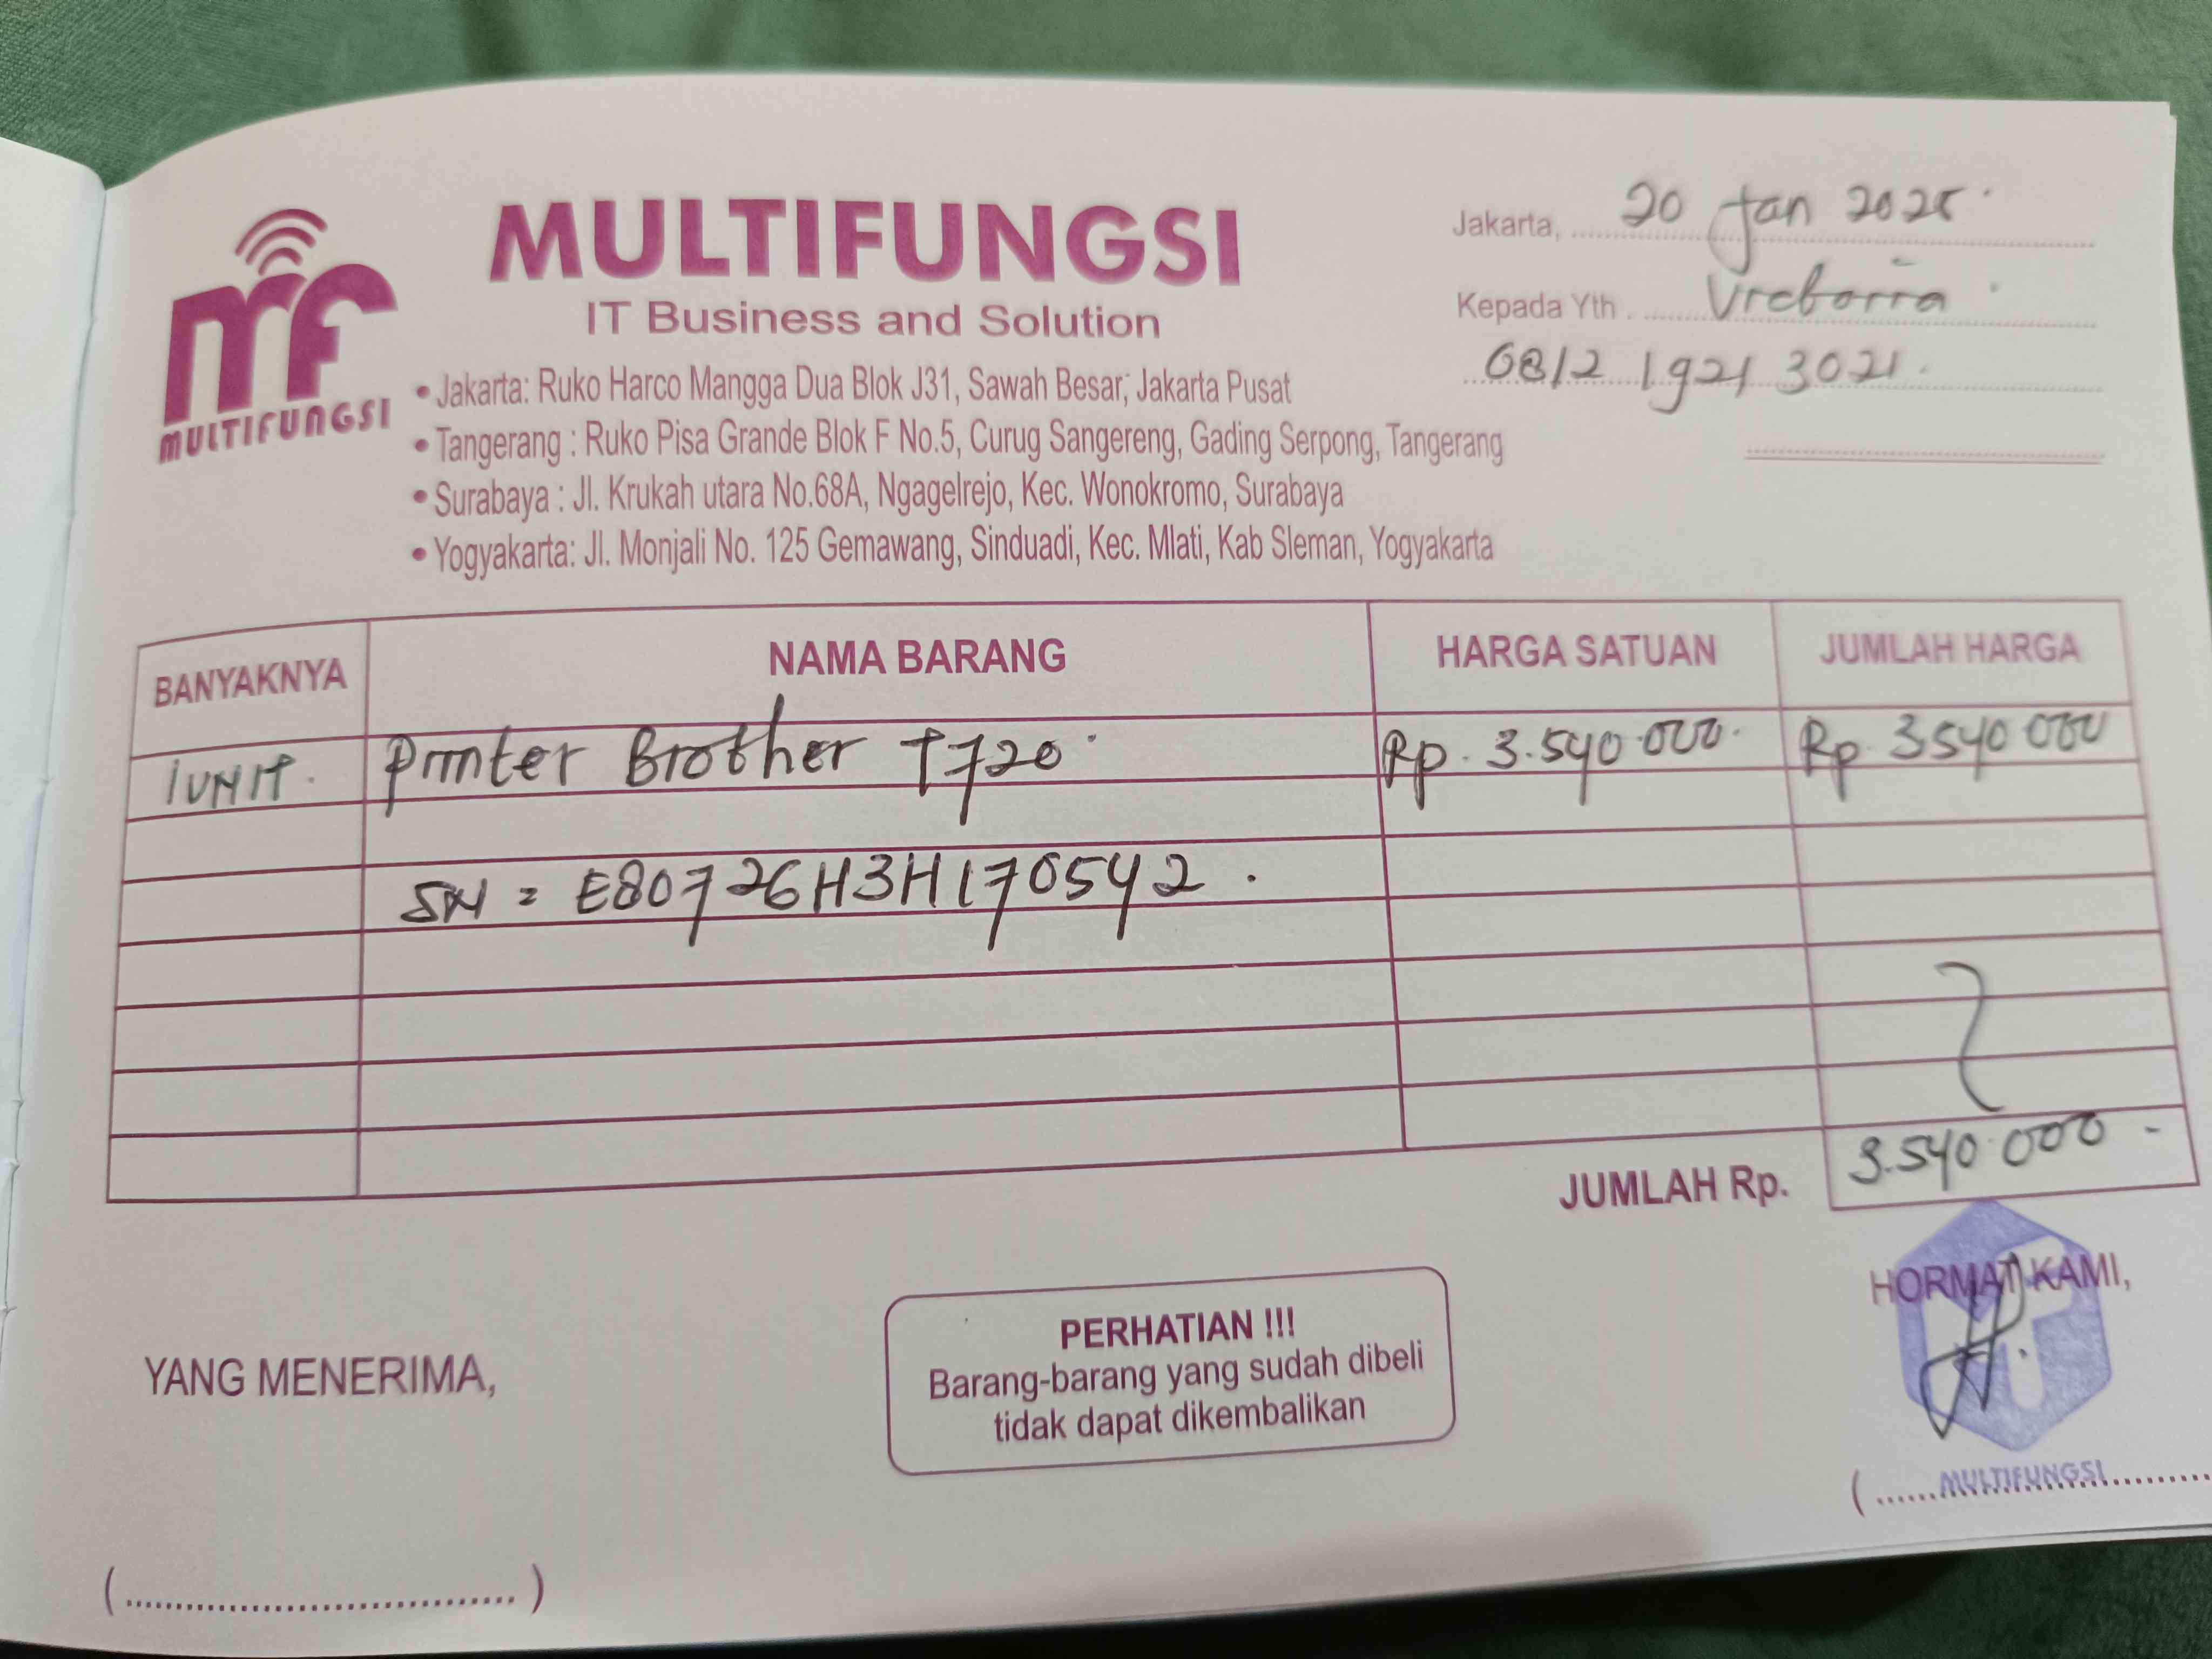 MULTIFUNGSI
IT Business and Solution
MULTIFUNGSI
Jakarta, 20 Jan 2025
Kepada Yth.
0812 1921 3021
• Jakarta: Ruko Harco Mangga Dua Blok J31, Sawah Besar, Jakarta Pusat
• Tangerang : Ruko Pisa Grande Blok F No.5, Curug Sangereng, Gading Serpong, Tangerang
• Surabaya : Jl. Krukah utara No.68A, Ngagelrejo, Kec. Wonokromo, Surabaya
• Yogyakarta: Jl. Monjali No. 125 Gemawang, Sinduadi, Kec. Mlati, Kab Sleman, Yogyakarta
BANYAKNYA NAMA BARANG HARGA SATUAN JUMLAH HARGA
1 UNIT. Printer Brother T720. Rp. 3.540.000. Rp 3540 000
SN = E80726H3H170542.
JUMLAH Rp. 3.540.000 -
HORMAT KAMI,
YANG MENERIMA,
PERHATIAN !!!
Barang-barang yang sudah dibeli
tidak dapat dikembalikan
MULTIFUNGSI